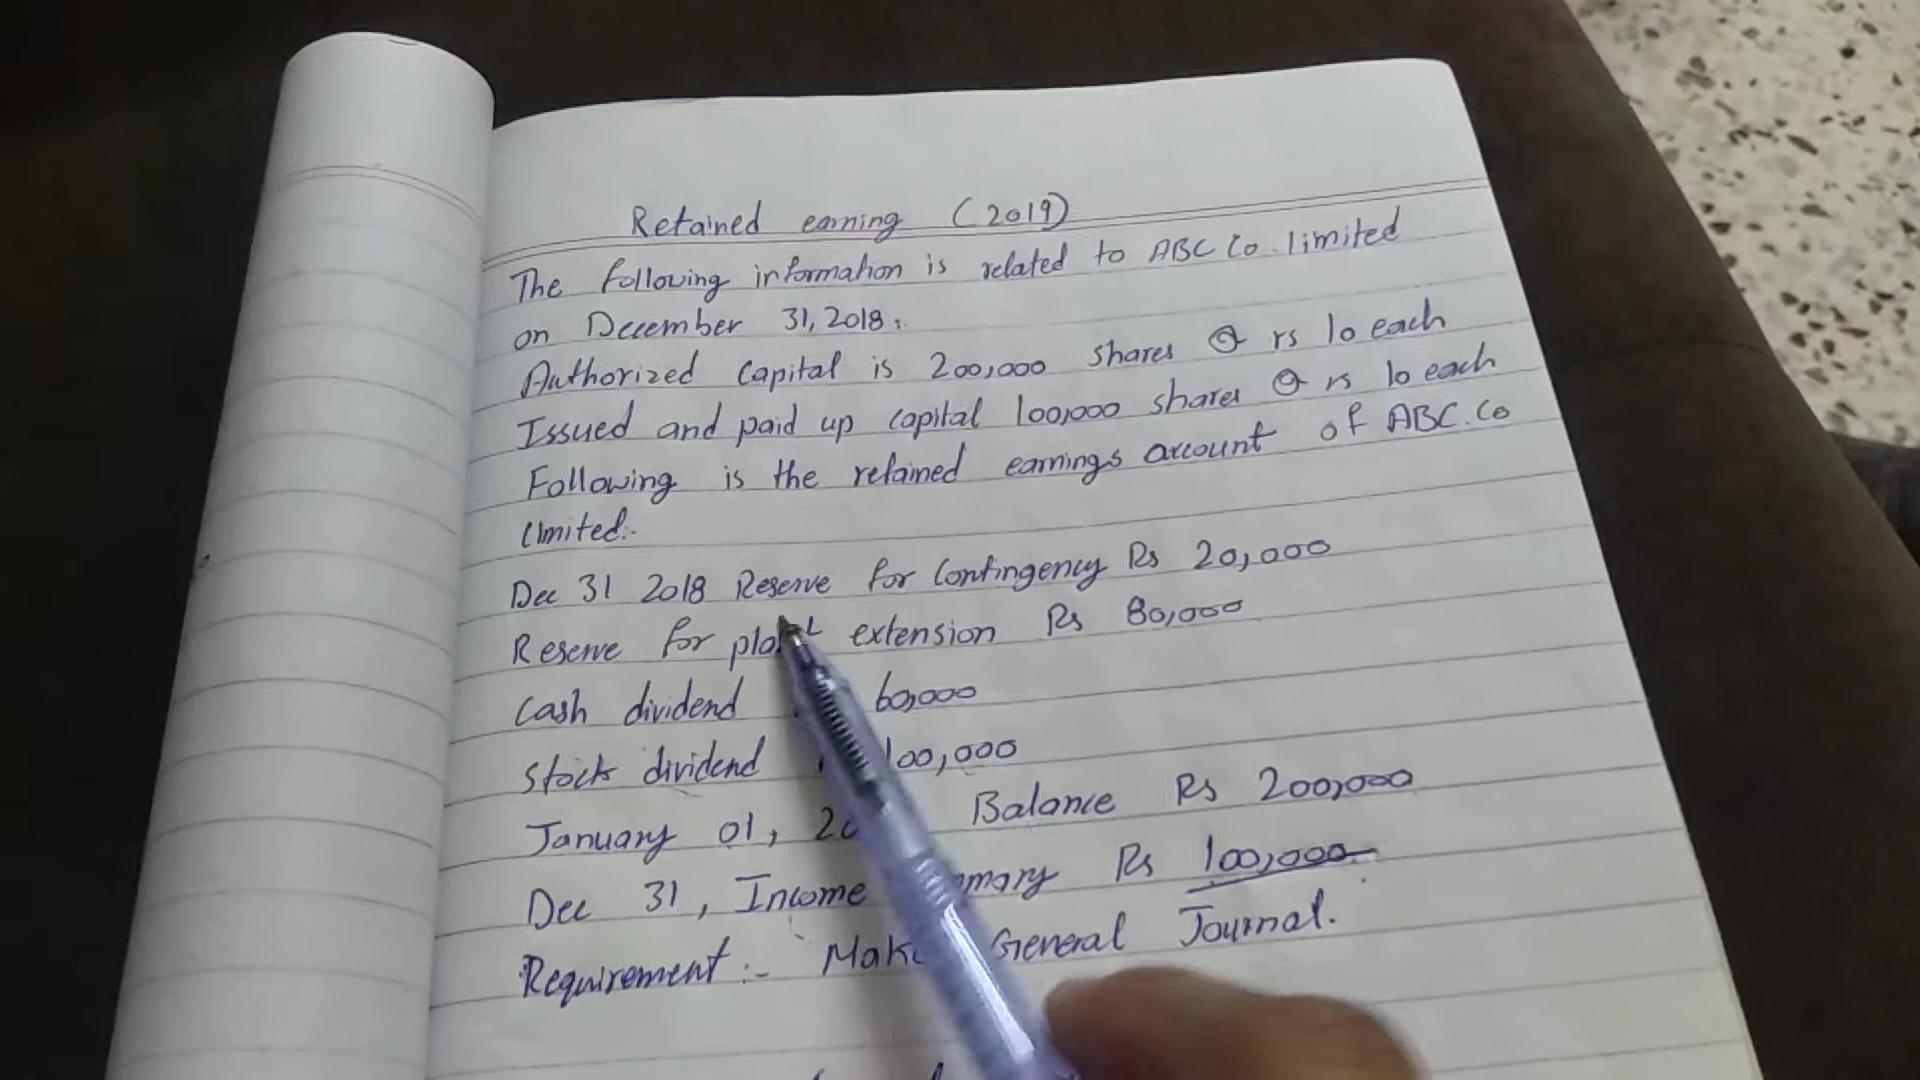 Retained earning (2019)
The following information is related to ABC Co. limited
on December 31, 2018.
Authorized Capital is 200,000 shares @ rs 10 each
Issued and paid up capital 100,000 shares @ rs 10 each
Following is the retained earnings account of ABC. Co
limited:-
Dec 31 2018 Reserve for Contingency Rs 20,000
Reserve for extension Rs 80,000
Cash dividend 60,000
Stock dividend 100,000
January 01, Balance Rs 200,000
Dec 31, Income Rs 100,000
Requirement:- General Journal.